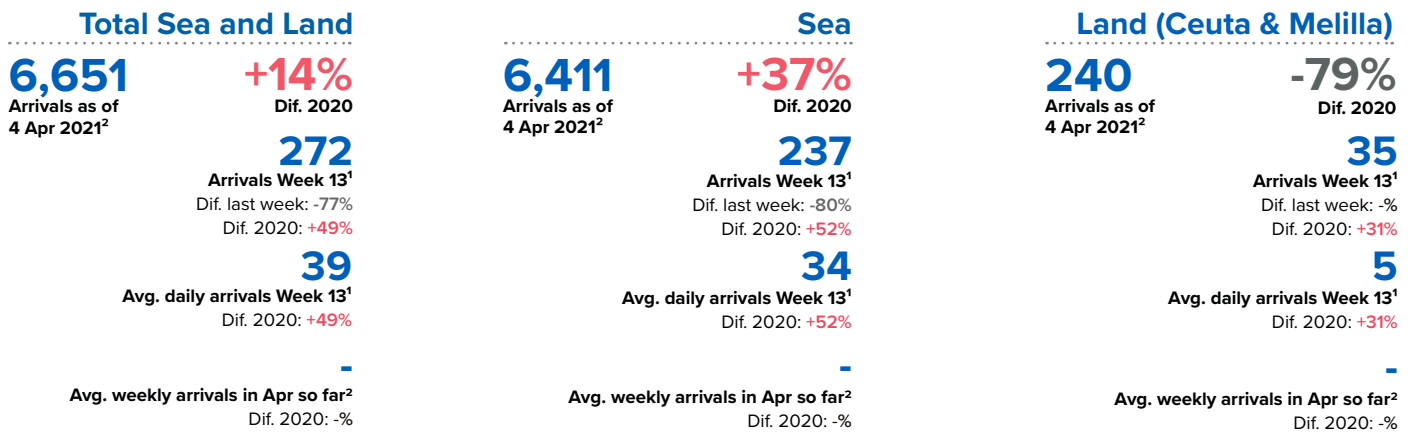 Total Sea and Land
6,651
+14%
Arrivals as of
4 Apr 2021²
Dif. 2020
272
Arrivals Week 13¹
Dif. last week: -77%
Dif. 2020: +49%
39
Avg. daily arrivals Week 13¹
Dif. 2020: +49%
-
Avg. weekly arrivals in Apr so far²
Dif. 2020: -%
Sea
6,411
+37%
Arrivals as of
4 Apr 2021²
Dif. 2020
237
Arrivals Week 13¹
Dif. last week: -80%
Dif. 2020: +52%
34
Avg. daily arrivals Week 13¹
Dif. 2020: +52%
-
Avg. weekly arrivals in Apr so far²
Dif. 2020: -%
Land (Ceuta & Melilla)
240
-79%
Arrivals as of
4 Apr 2021²
Dif. 2020
35
Arrivals Week 13¹
Dif. last week: -%
Dif. 2020: +31%
5
Avg. daily arrivals Week 13¹
Dif. 2020: +31%
-
Avg. weekly arrivals in Apr so far²
Dif. 2020: -%